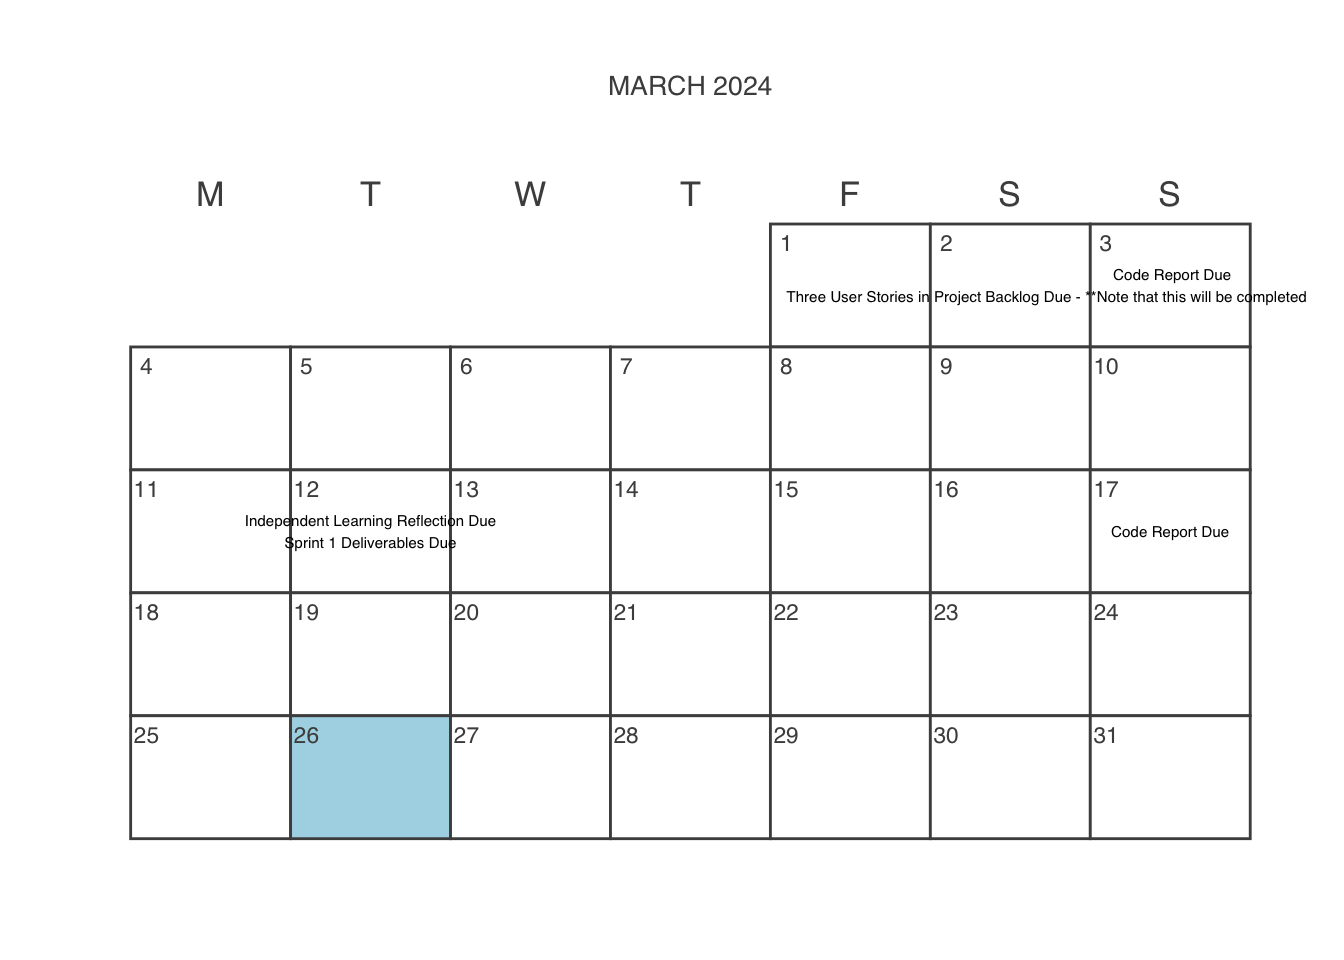 MARCH 2024
M T W T F S S
1 2 3
Code Report Due
Three User Stories in Project Backlog Due - **Note that this will be completed
4 5 6 7 8 9 10
11 12 13 14 15 16 17
Independent Learning Reflection Due
Sprint 1 Deliverables Due
Code Report Due
18 19 20 21 22 23 24
25 26 27 28 29 30 31